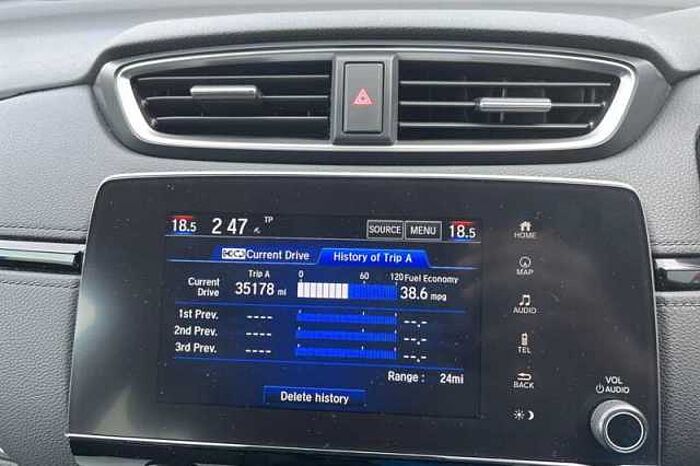 18.5 2 47 TP SOURCE MENU 18.5
Current Drive History of Trip A
Trip A 0 60 120 Fuel Economy
Current Drive 35178 mi 38.6 mpg
1st Prev. ---- --.-
2nd Prev. ---- --.-
3rd Prev. ---- --.-
Range : 24mi
Delete history
HOME
MAP
AUDIO
TEL
BACK
VOL
AUDIO